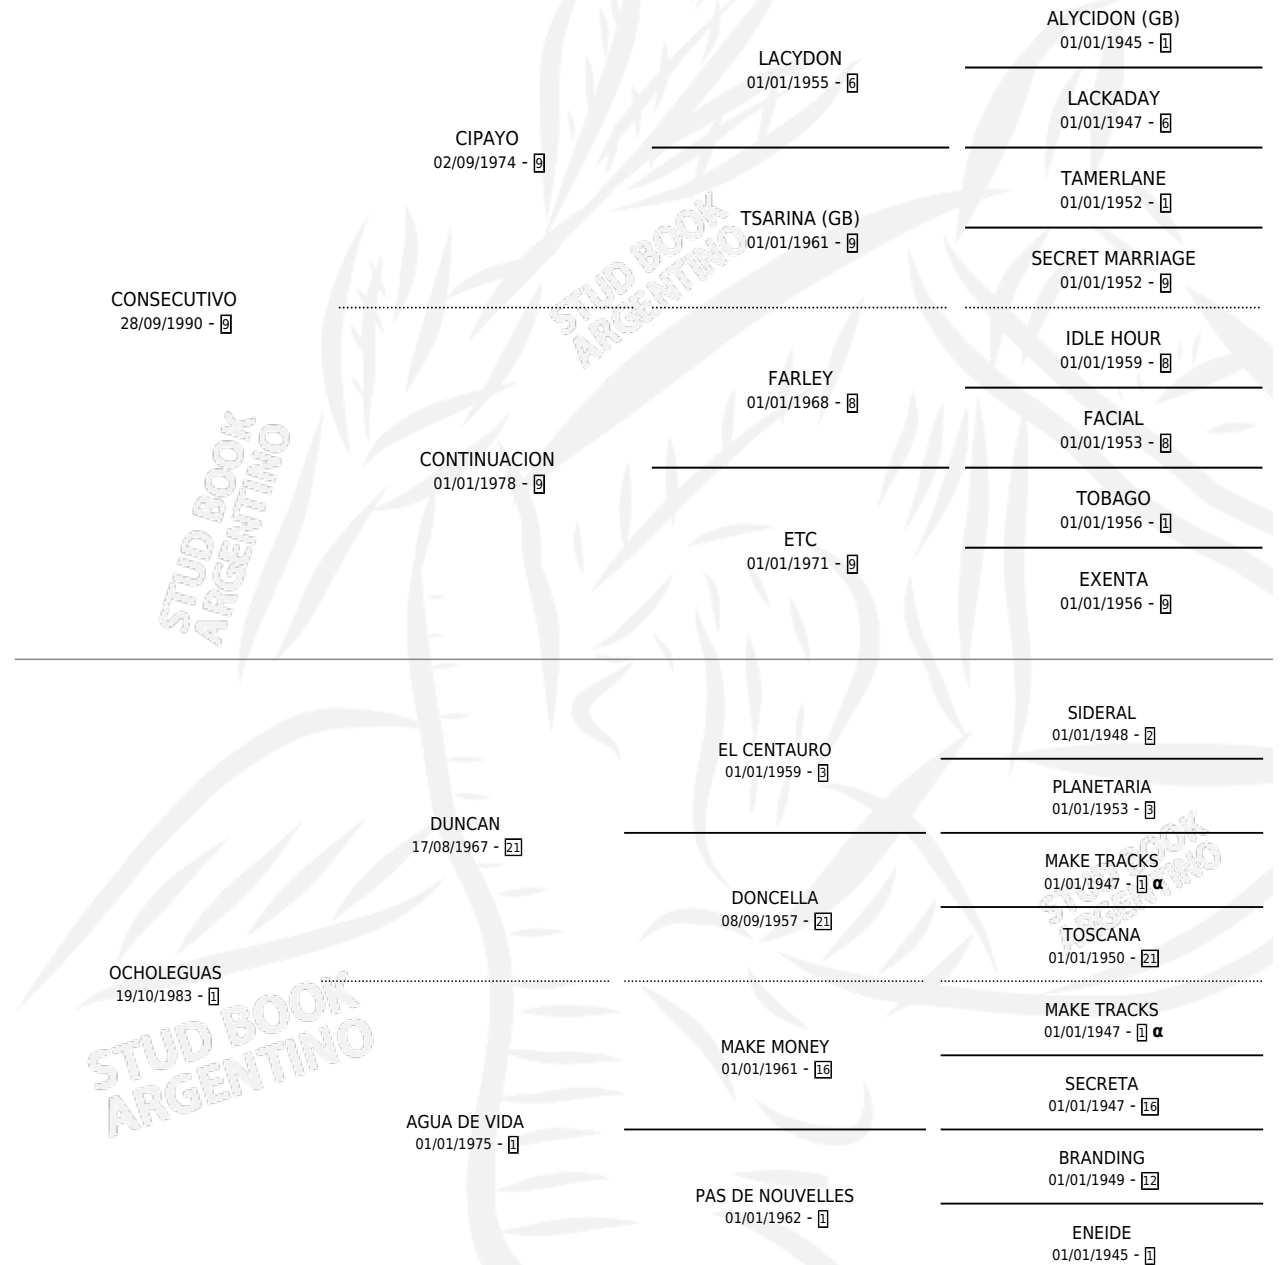 ALYCIDON (GB)
01/01/1945 - 1
LACYDON
01/01/1955 - 6
LACKADAY
01/01/1947 - 6
CIPAYO
02/09/1974 - 9
TAMERLANE
01/01/1952 - 1
TSARINA (GB)
01/01/1961 - 9
SECRET MARRIAGE
01/01/1952 - 9
CONSECUTIVO
28/09/1990 - 9
IDLE HOUR
01/01/1959 - 8
FARLEY
01/01/1968 - 8
FACIAL
01/01/1953 - 8
CONTINUACION
01/01/1978 - 9
TOBAGO
01/01/1956 - 1
ETC
01/01/1971 - 9
EXENTA
01/01/1956 - 9
STUD BOOK
ARGENTINO
STUD BOOK
ARGENTINO
SIDERAL
01/01/1948 - 2
EL CENTAURO
01/01/1959 - 3
PLANETARIA
01/01/1953 - 3
DUNCAN
17/08/1967 - 21
MAKE TRACKS
01/01/1947 - 1 α
DONCELLA
08/09/1957 - 21
TOSCANA
01/01/1950 - 21
OCHOLEGUAS
19/10/1983 - 1
MAKE TRACKS
01/01/1947 - 1 α
MAKE MONEY
01/01/1961 - 16
SECRETA
01/01/1947 - 16
AGUA DE VIDA
01/01/1975 - 1
BRANDING
01/01/1949 - 12
PAS DE NOUVELLES
01/01/1962 - 1
ENEIDE
01/01/1945 - 1
STUD BOOK
ARGENTINO
STUD BOOK
ARGENTINO